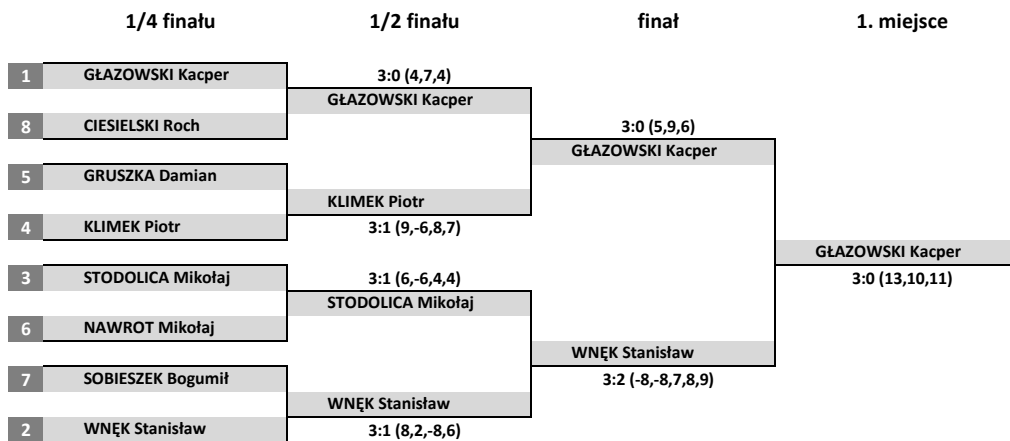 1/4 finału 1/2 finału finał 1. miejsce
1 GŁAZOWSKI Kacper 3:0 (4,7,4)
GŁAZOWSKI Kacper
8 CIESIELSKI Roch 3:0 (5,9,6)
GŁAZOWSKI Kacper
5 GRUSZKA Damian
KLIMEK Piotr
4 KLIMEK Piotr 3:1 (9,-6,8,7)
GŁAZOWSKI Kacper
3 STODOLICA Mikołaj 3:1 (6,-6,4,4) 3:0 (13,10,11)
STODOLICA Mikołaj
6 NAWROT Mikołaj
WNĘK Stanisław
7 SOBIESZEK Bogumił 3:2 (-8,-8,7,8,9)
WNĘK Stanisław
2 WNĘK Stanisław 3:1 (8,2,-8,6)